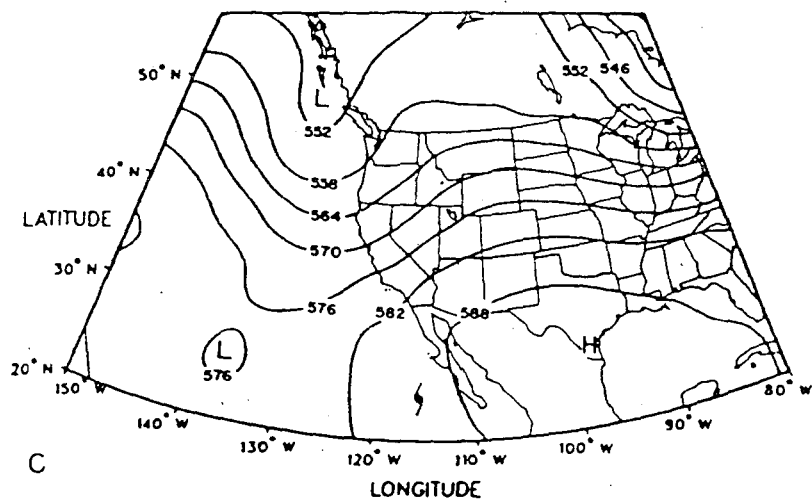 50° N
552
546
L
552
558
40° N
564
LATITUDE
570
30° N
576
582
588
L
576
H
20° N
150° W
80° W
140° W
90° W
130° W
120° W
110° W
100° W
C
LONGITUDE